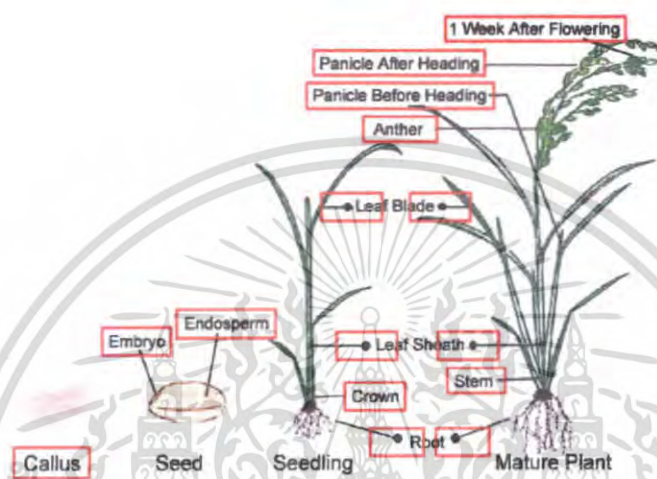 1 Week After Flowering
Panicle After Heading
Panicle Before Heading
Anther
Leaf Blade
Endosperm
Embryo
Leaf Sheath
Stem
Crown
Root
Callus
Seed
Seedling
Mature Plant